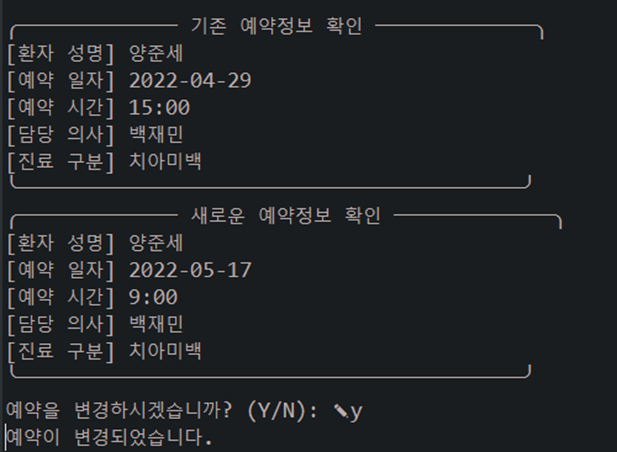 기존 예약정보 확인
[환자 성명] 양준세
[예약 일자] 2022-04-29
[예약 시간] 15:00
[담당 의사] 백재민
[진료 구분] 치아미백
새로운 예약정보 확인
[환자 성명] 양준세
[예약 일자] 2022-05-17
[예약 시간] 9:00
[담당 의사] 백재민
[진료 구분] 치아미백
예약을 변경하시겠습니까? (Y/N): ✎y
예약이 변경되었습니다.